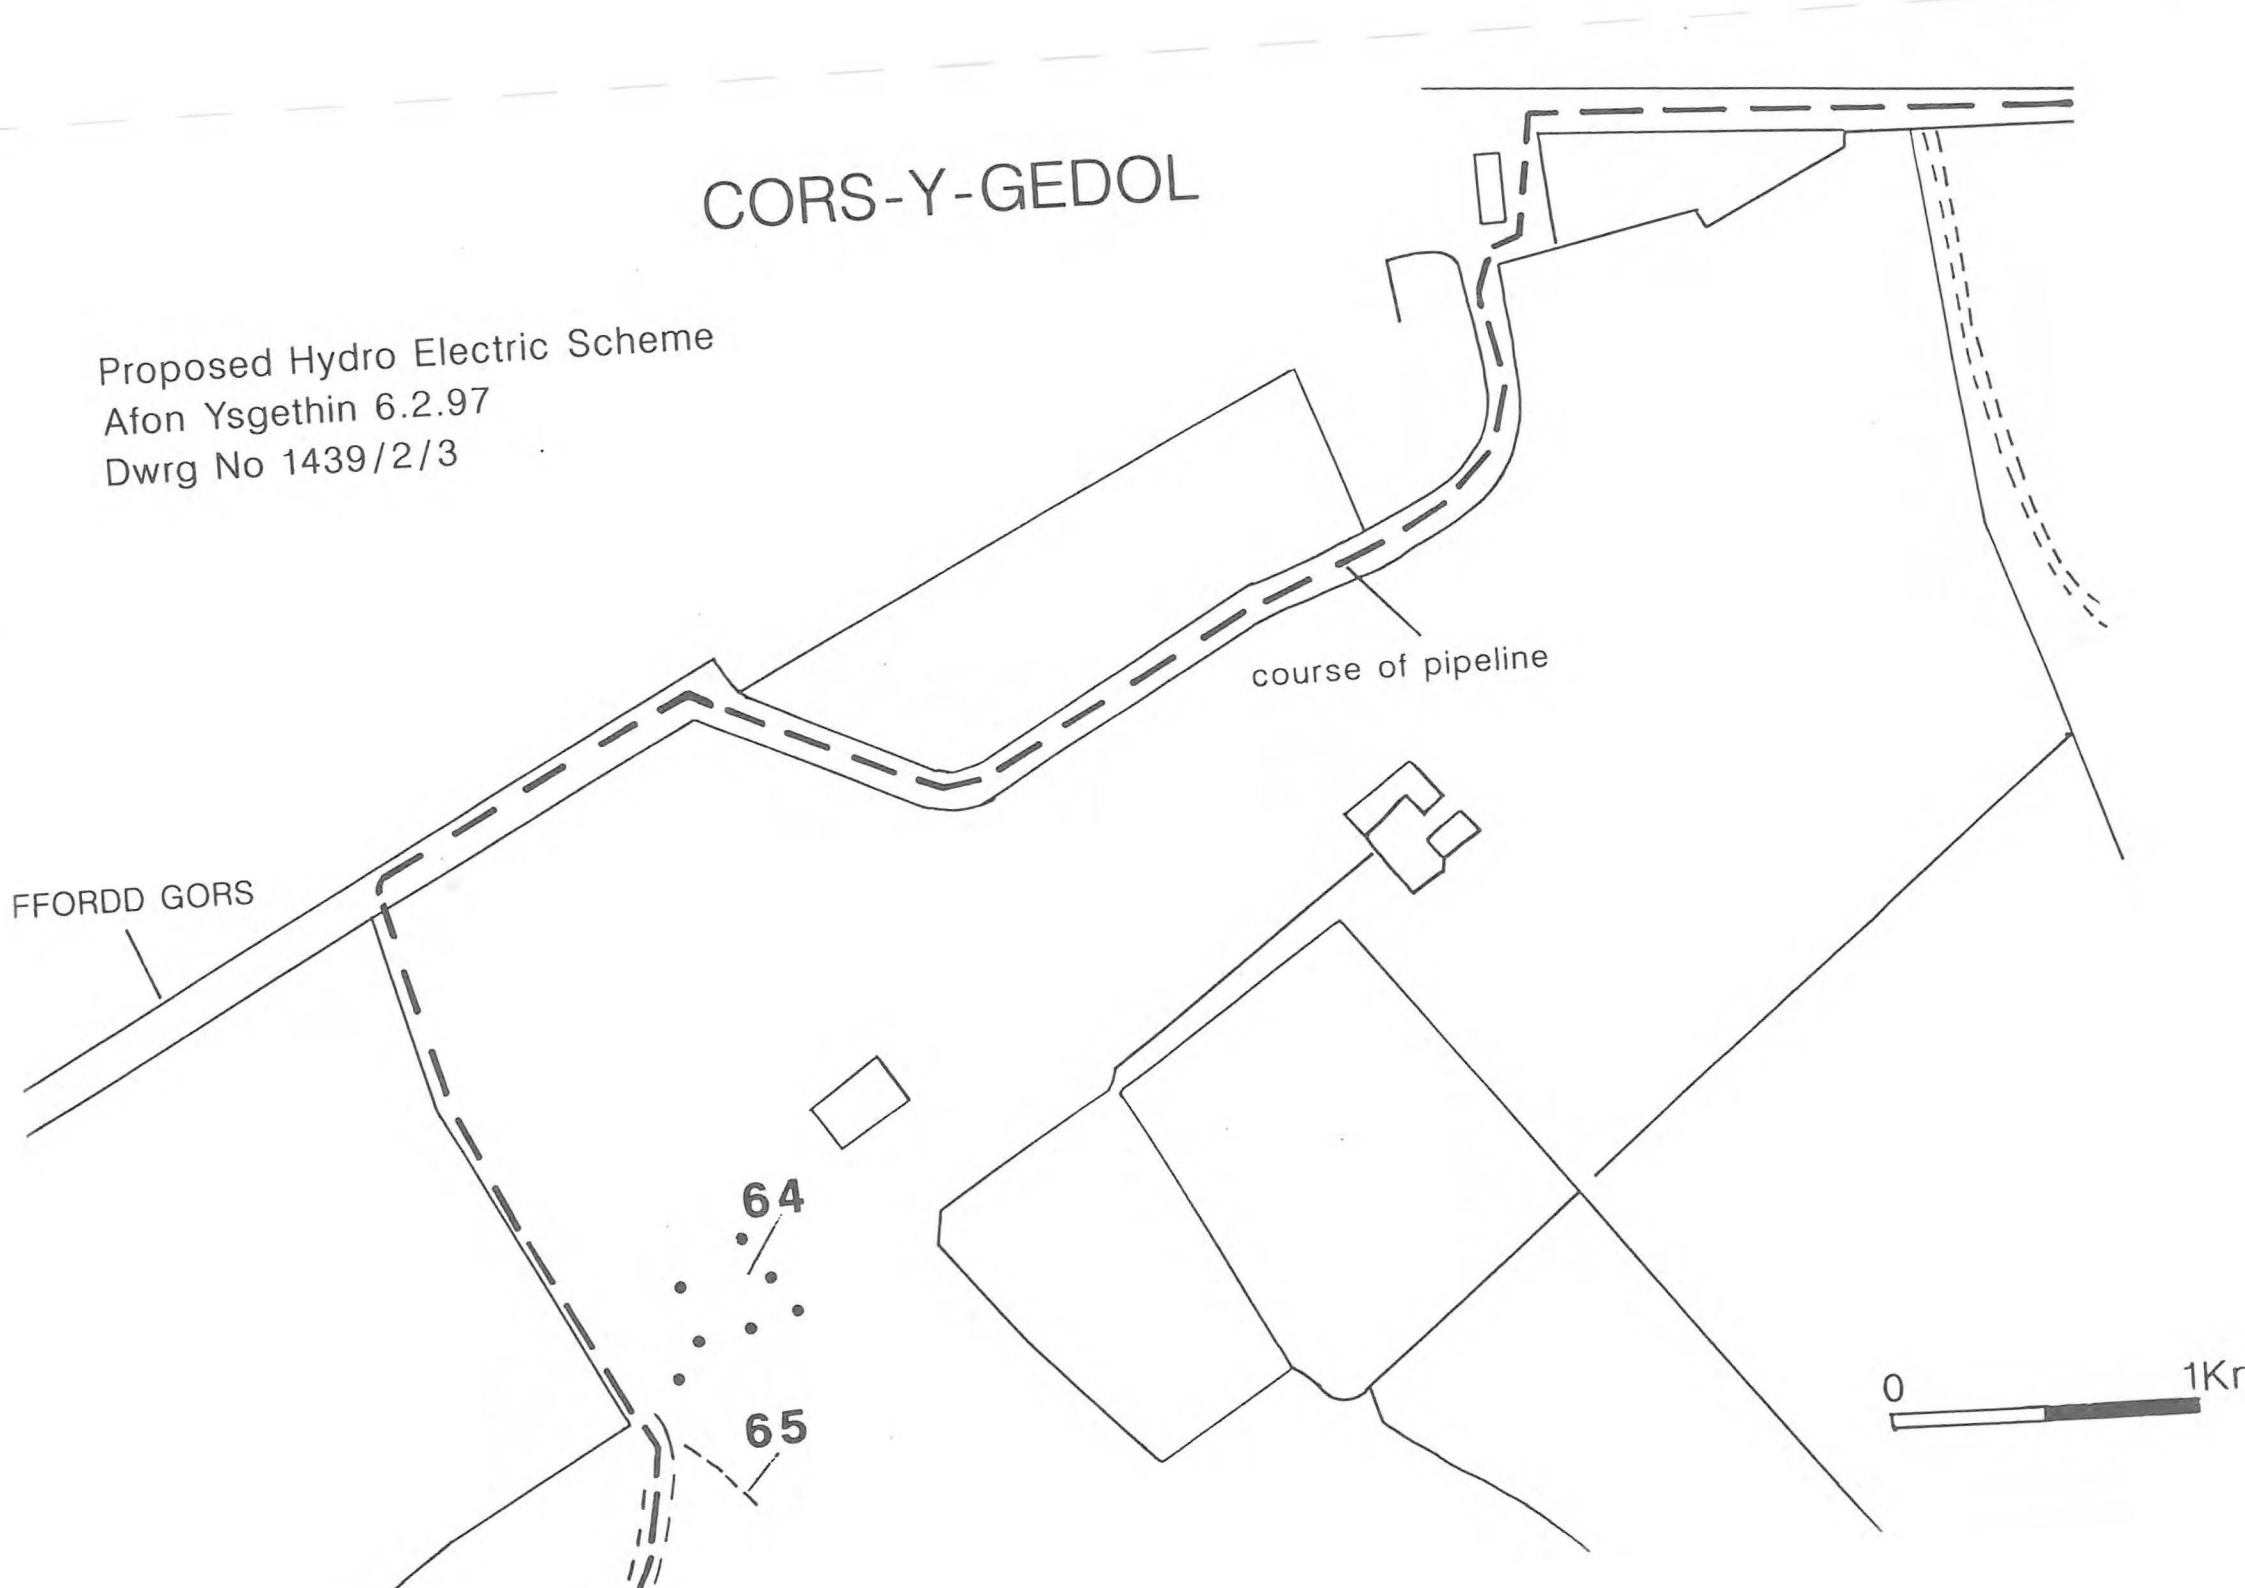 CORS-Y-GEDOL
Proposed Hydro Electric Scheme
Afon Ysgethin 6.2.97
Dwrg No 1439/2/3
course of pipeline
FFORDD GORS
64
65
0